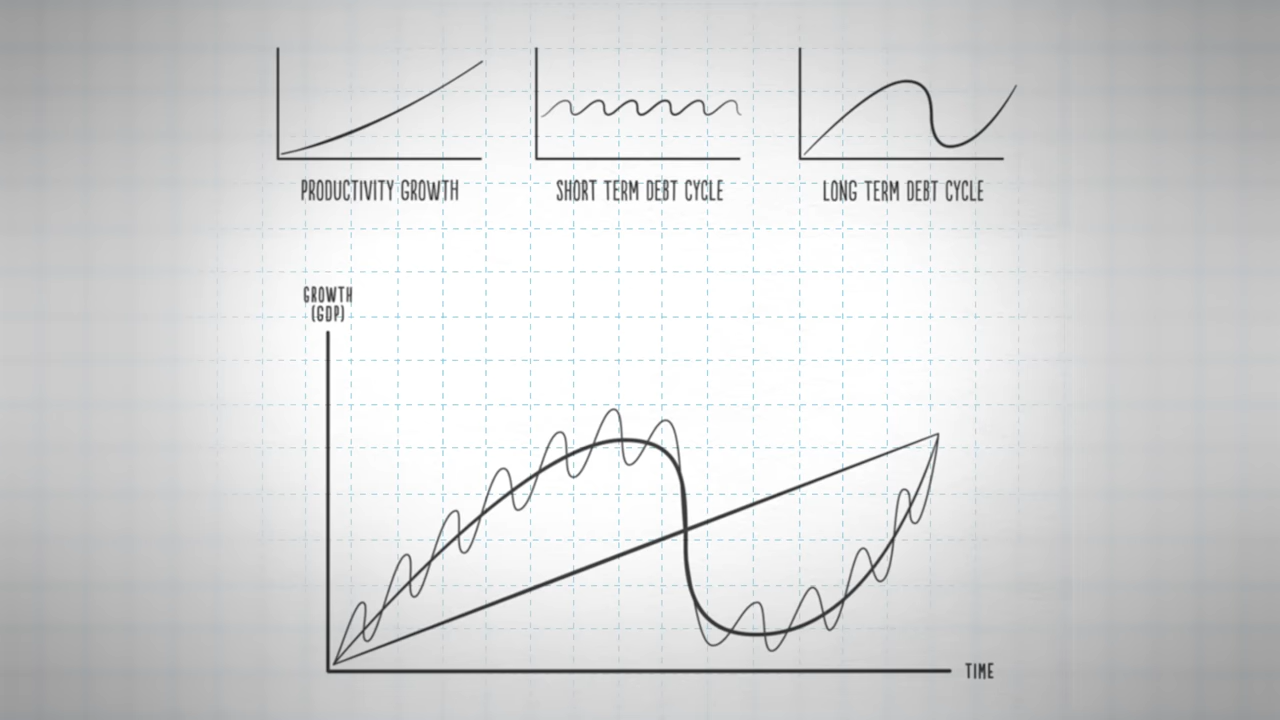 PRODUCTIVITY GROWTH
SHORT TERM DEBT CYCLE
LONG TERM DEBT CYCLE
GROWTH
(GDP)
TIME